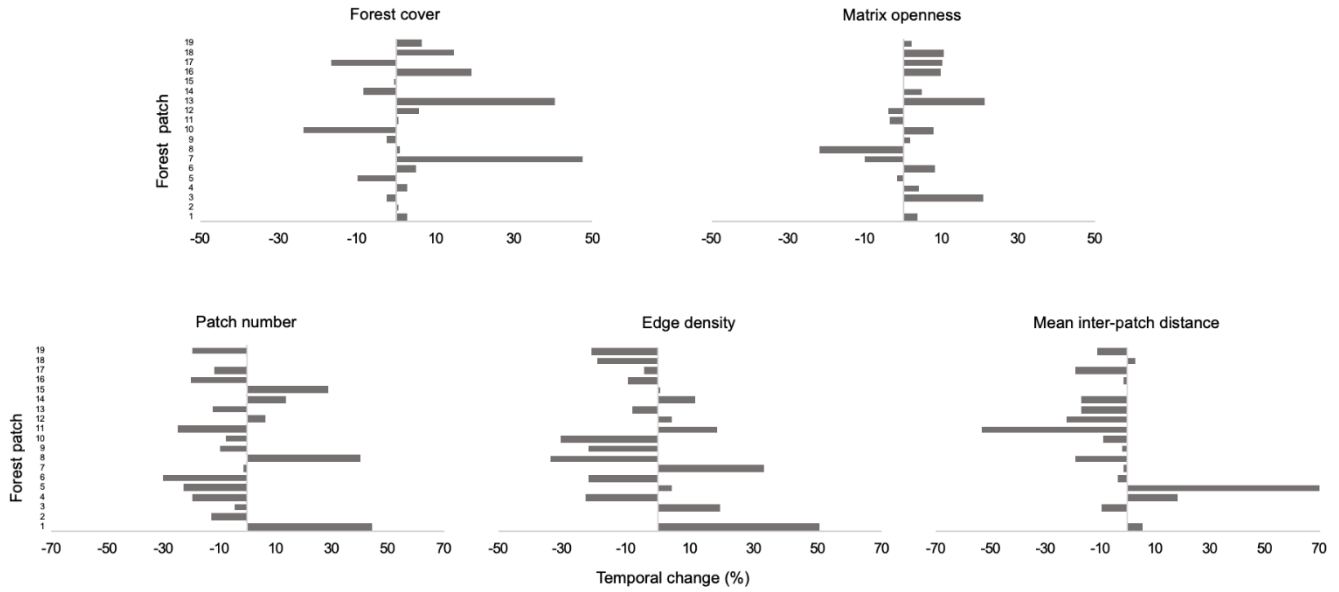 Forest cover
Matrix openness
Forest patch
19
18
17
16
15
14
13
12
11
10
9
8
7
6
5
4
3
2
1
-50 -30 -10 10 30 50
-50 -30 -10 10 30 50
Patch number
Edge density
Mean inter-patch distance
Forest patch
19
18
17
16
15
14
13
12
11
10
9
8
7
6
5
4
3
2
1
-70 -50 -30 -10 10 30 50 70
-50 -30 -10 10 30 50 70
-70 -50 -30 -10 10 30 50 70
Temporal change (%)